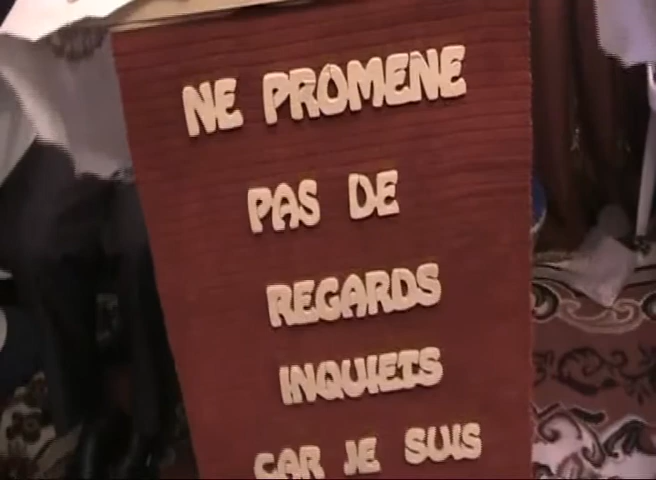 NE PROMENE
PAS DE
REGARDS
INQUIETS
CAR JE SUIS